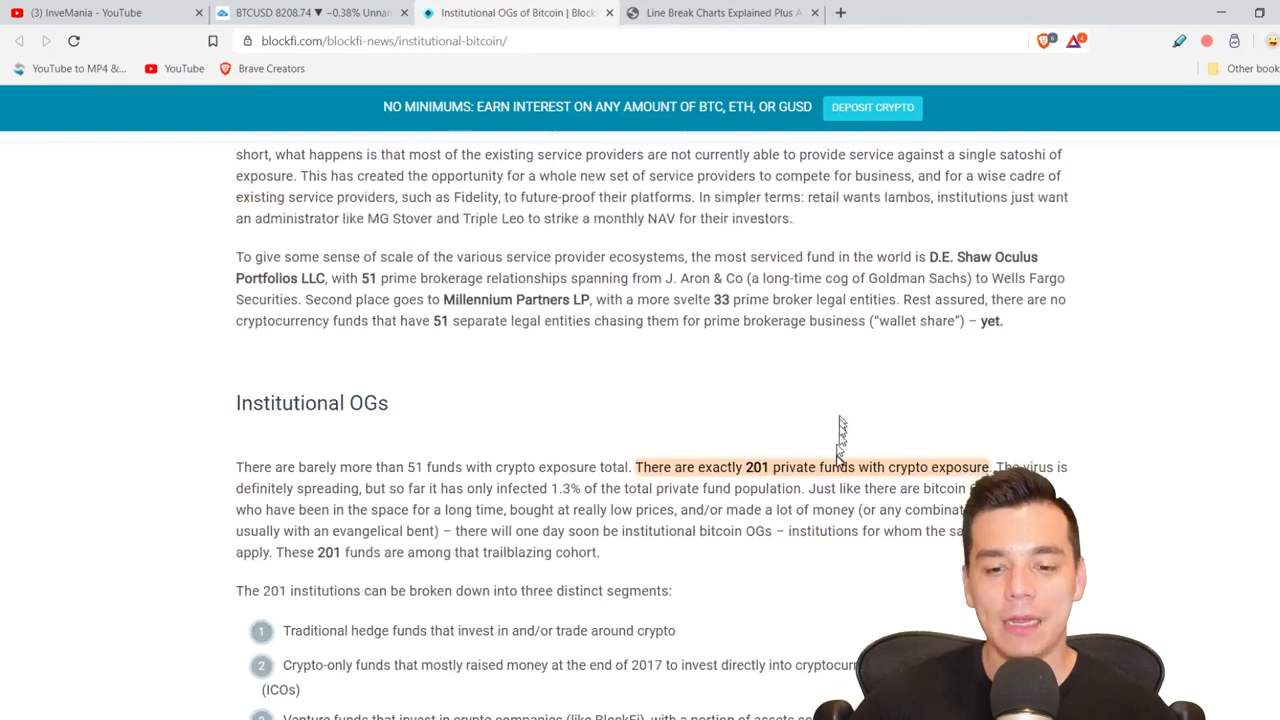 (3) InveMania - YouTube
BTCUSD 8208.74 ▼ −0.38% Unnan
Institutional OGs of Bitcoin | BlockF
Line Break Charts Explained Plus A
blockfi.com/blockfi-news/institutional-bitcoin/
6
4
YouTube to MP4 &...
YouTube
Brave Creators
Other book
NO MINIMUMS: EARN INTEREST ON ANY AMOUNT OF BTC, ETH, OR GUSD
DEPOSIT CRYPTO
short, what happens is that most of the existing service providers are not currently able to provide service against a single satoshi of
exposure. This has created the opportunity for a whole new set of service providers to compete for business, and for a wise cadre of
existing service providers, such as Fidelity, to future-proof their platforms. In simpler terms: retail wants lambos, institutions just want
an administrator like MG Stover and Triple Leo to strike a monthly NAV for their investors.
To give some sense of scale of the various service provider ecosystems, the most serviced fund in the world is D.E. Shaw Oculus
Portfolios LLC, with 51 prime brokerage relationships spanning from J. Aron & Co (a long-time cog of Goldman Sachs) to Wells Fargo
Securities. Second place goes to Millennium Partners LP, with a more svelte 33 prime broker legal entities. Rest assured, there are no
cryptocurrency funds that have 51 separate legal entities chasing them for prime brokerage business (“wallet share”) – yet.
Institutional OGs
There are barely more than 51 funds with crypto exposure total. There are exactly 201 private funds with crypto exposure. The virus is
definitely spreading, but so far it has only infected 1.3% of the total private fund population. Just like there are bitcoin
who have been in the space for a long time, bought at really low prices, and/or made a lot of money (or any combinat
usually with an evangelical bent) – there will one day soon be institutional bitcoin OGs – institutions for whom the sa
apply. These 201 funds are among that trailblazing cohort.
The 201 institutions can be broken down into three distinct segments:
1 Traditional hedge funds that invest in and/or trade around crypto
2 Crypto-only funds that mostly raised money at the end of 2017 to invest directly into cryptocurr
(ICOs)
Venture funds that invest in crypto companies (like BlockFi), with a portion of assets so